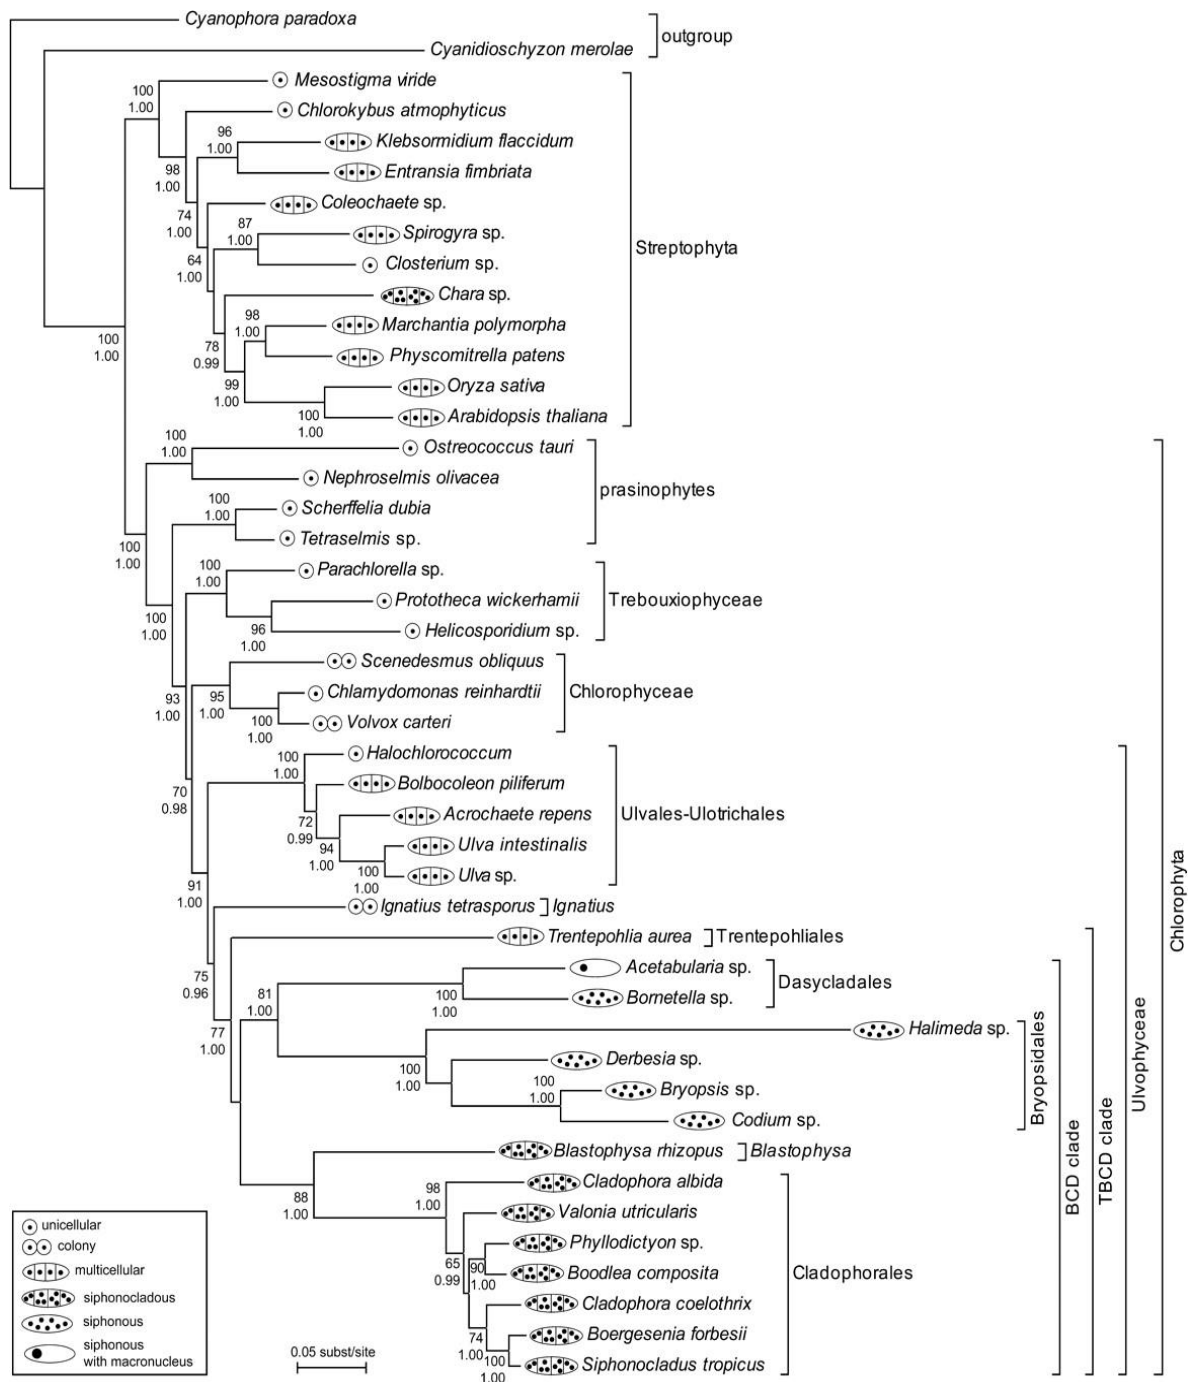 Cyanophora paradoxa
outgroup
Cyanidioschyzon merolae
Mesostigma viride
100
1.00
Chlorokybus atmophyticus
96
1.00
Klebsormidium flaccidum
98
1.00
Entransia fimbriata
Coleochaete sp.
74
1.00
87
1.00
Spirogyra sp.
Streptophyta
64
1.00
Closterium sp.
Chara sp.
98
1.00
Marchantia polymorpha
100
1.00
78
0.99
Physcomitrella patens
99
1.00
Oryza sativa
100
1.00
Arabidopsis thaliana
100
1.00
Ostreococcus tauri
Nephroselmis olivacea
prasinophytes
100
1.00
Scherffelia dubia
Tetraselmis sp.
100
1.00
100
1.00
Parachlorella sp.
Prototheca wickerhamii
Trebouxiophyceae
100
1.00
96
1.00
Helicosporidium sp.
Scenedesmus obliquus
93
1.00
95
1.00
Chlamydomonas reinhardtii
Chlorophyceae
100
1.00
Volvox carteri
100
1.00
Halochlorococcum
70
0.98
Bolbocoleon piliferum
72
0.99
Acrochaete repens
Ulvales-Ulotrichales
94
1.00
Ulva intestinalis
100
1.00
Ulva sp.
91
1.00
Ignatius tetrasporus
Ignatius
Trentepohlia aurea
Trentepohliales
75
0.96
Acetabularia sp.
Dasycladales
81
1.00
100
1.00
Bornetella sp.
77
1.00
Halimeda sp.
100
1.00
Derbesia sp.
100
1.00
Bryopsis sp.
Codium sp.
Bryopsidales
Blastophysa rhizopus
Blastophysa
88
1.00
98
1.00
Cladophora albida
Valonia utricularis
Phyllodictyon sp.
65
0.99
90
1.00
Boodlea composita
Cladophorales
Cladophora coelothrix
74
1.00
Boergesenia forbesii
100
1.00
Siphonocladus tropicus
BCD clade
TBCD clade
Ulvophyceae
Chlorophyta
unicellular
colony
multicellular
siphonocladous
siphonous
siphonous
with macronucleus
0.05 subst/site